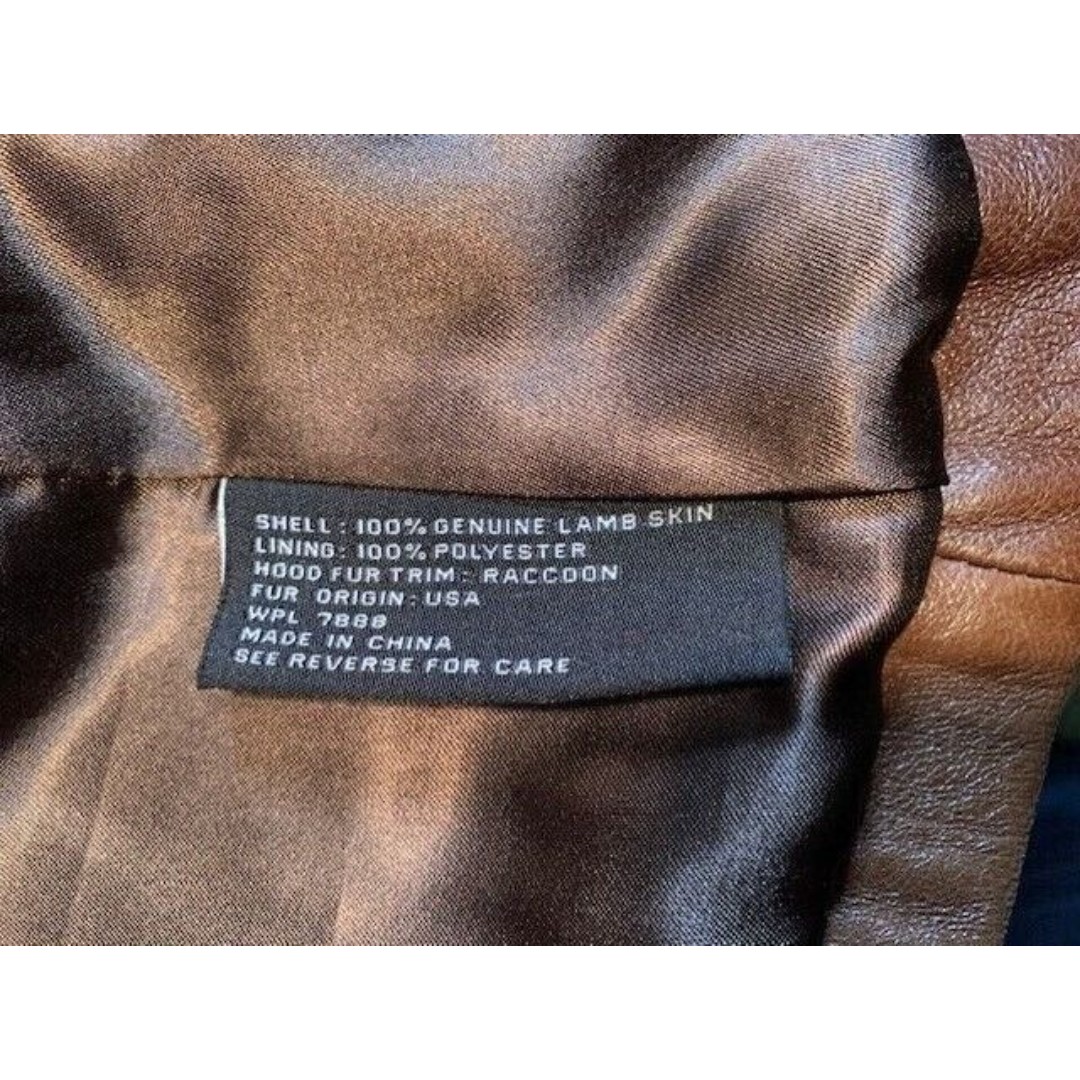 SHELL: 100% GENUINE LAMB SKIN
LINING: 100% POLYESTER
HOOD FUR TRIM: RACCOON
FUR ORIGIN: USA
WPL 7888
MADE IN CHINA
SEE REVERSE FOR CARE